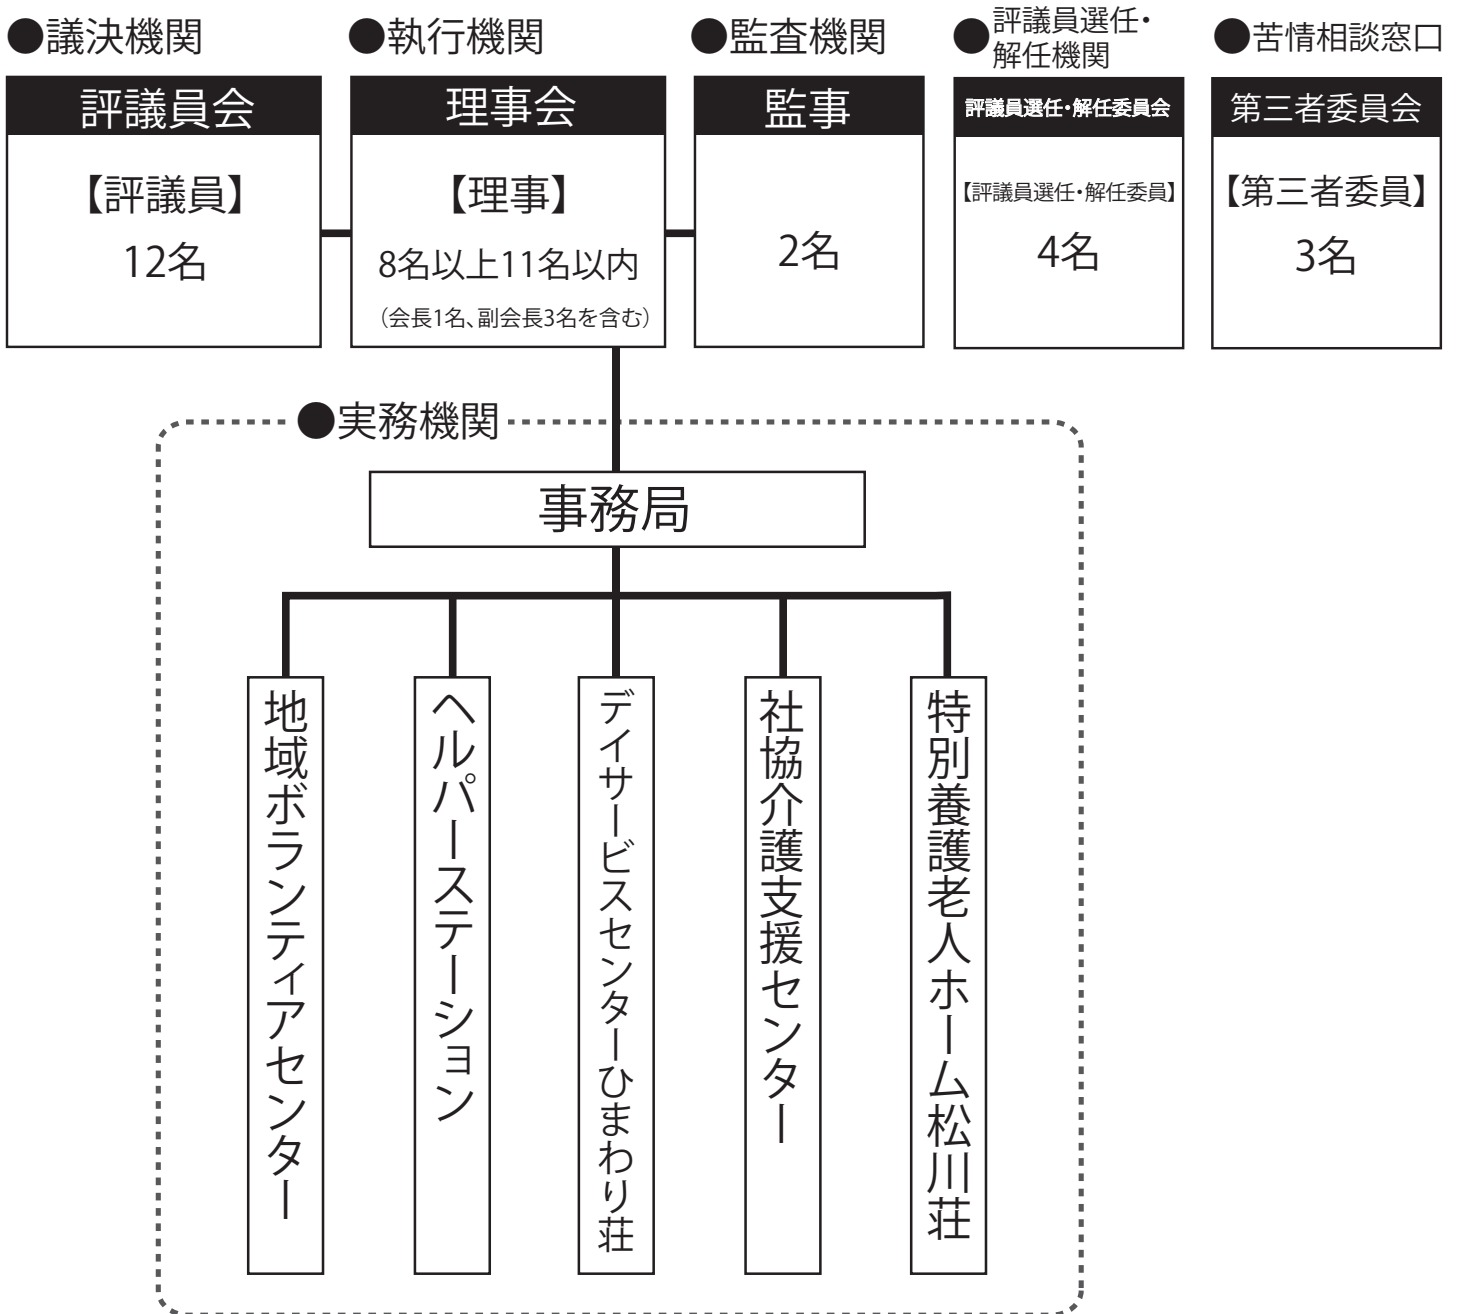 ●議決機関
評議員会
【評議員】
12名
●執行機関
理事会
【理事】
8名以上11名以内
（会長1名、副会長3名を含む）
●監査機関
監事
2名
●評議員選任・
解任機関
評議員選任・解任委員会
【評議員選任・解任委員】
4名
●苦情相談窓口
第三者委員会
【第三者委員】
3名
●実務機関
事務局
地域ボランティアセンター
ヘルパーステーション
デイサービスセンターひまわり荘
社協介護支援センター
特別養護老人ホーム松川荘